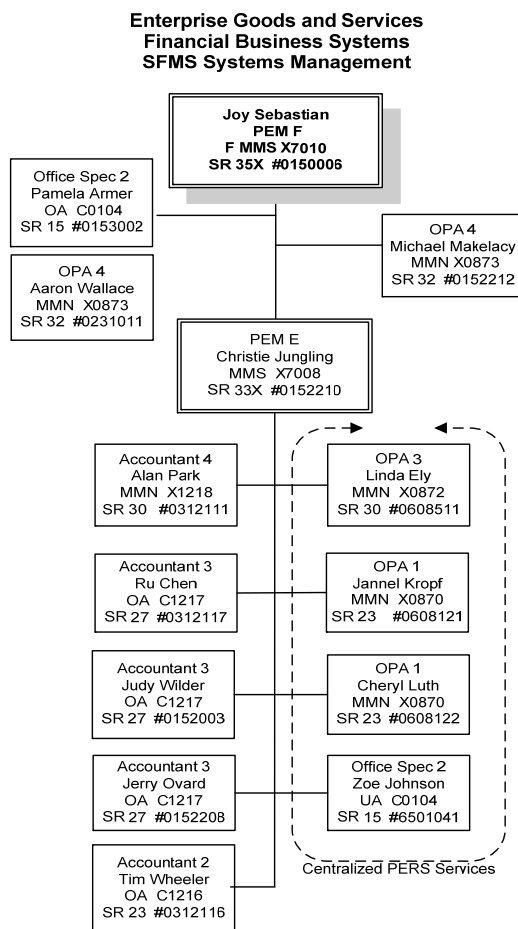 Enterprise Goods and Services
Financial Business Systems
SFMS Systems Management
Joy Sebastian
PEM F
F MMS X7010
SR 35X #0150006
Office Spec 2
Pamela Armer
OA C0104
SR 15 #0153002
OPA 4
Michael Makelacy
MMN X0873
SR 32 #0152212
OPA 4
Aaron Wallace
MMN X0873
SR 32 #0231011
PEM E
Christie Jungling
MMS X7008
SR 33X #0152210
Accountant 4
Alan Park
MMN X1218
SR 30 #0312111
OPA 3
Linda Ely
MMN X0872
SR 30 #0608511
Accountant 3
Ru Chen
OA C1217
SR 27 #0312117
OPA 1
Jannel Kropf
MMN X0870
SR 23 #0608121
Accountant 3
Judy Wilder
OA C1217
SR 27 #0152003
OPA 1
Cheryl Luth
MMN X0870
SR 23 #0608122
Accountant 3
Jerry Ovard
OA C1217
SR 27 #0152208
Office Spec 2
Zoe Johnson
UA C0104
SR 15 #6501041
Accountant 2
Tim Wheeler
OA C1216
SR 23 #0312116
Centralized PERS Services